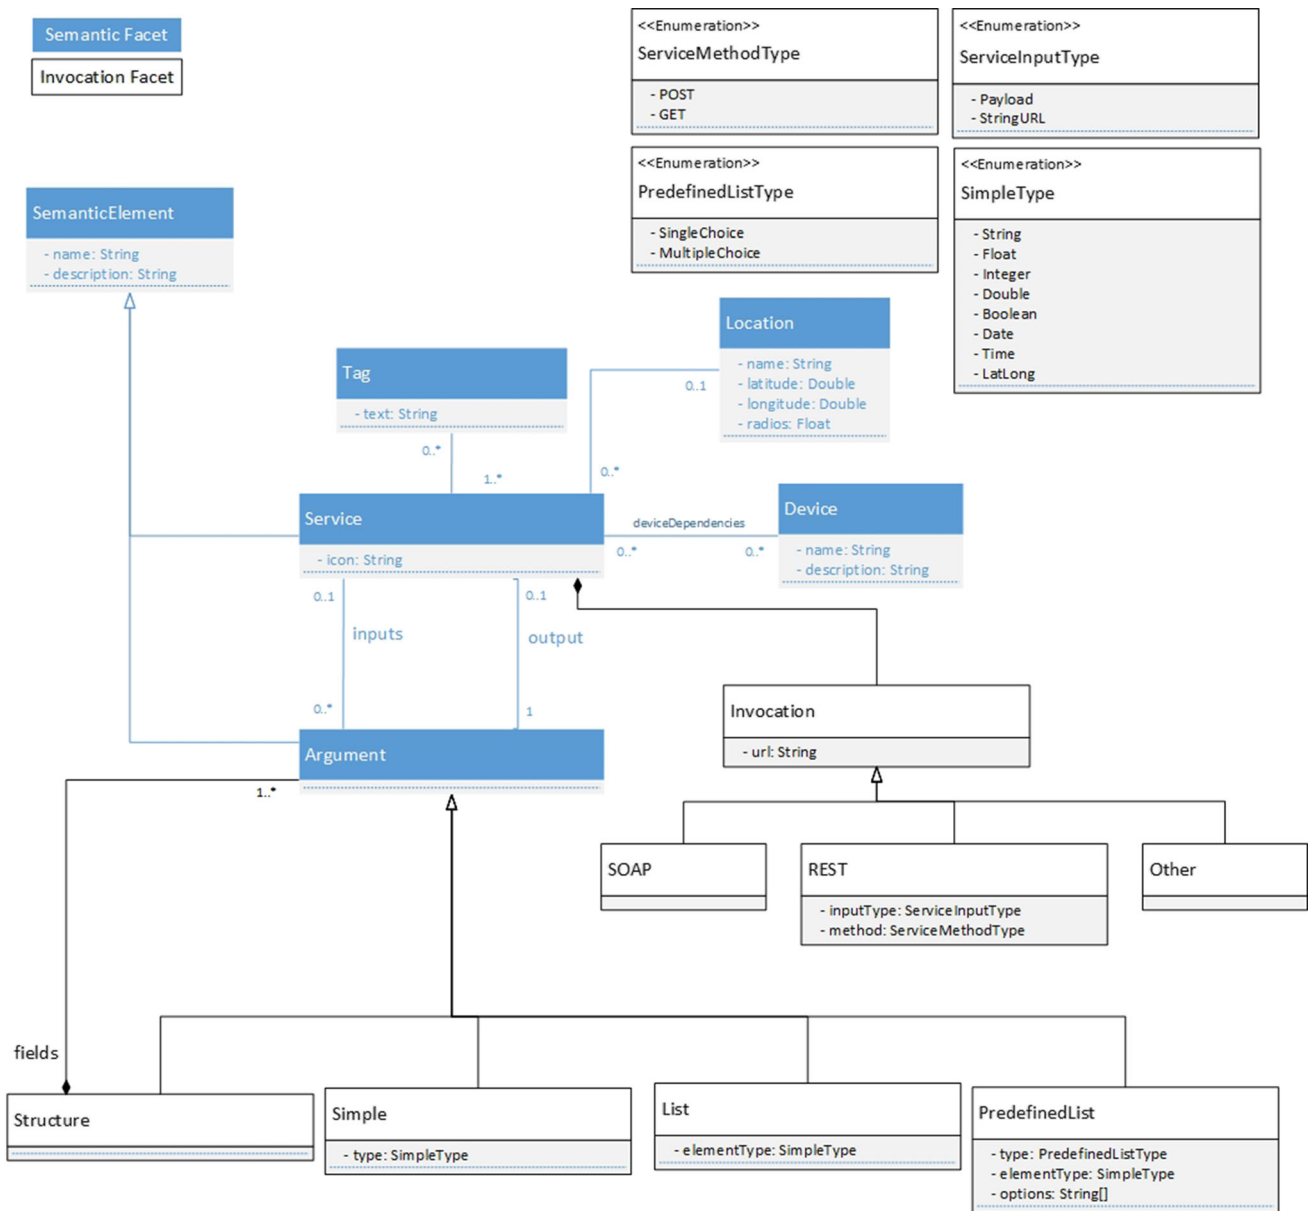 Semantic Facet
Invocation Facet
<<Enumeration>>
ServiceMethodType
- POST
- GET
<<Enumeration>>
ServiceInputType
- Payload
- StringURL
<<Enumeration>>
PredefinedListType
- SingleChoice
- MultipleChoice
<<Enumeration>>
SimpleType
- String
- Float
- Integer
- Double
- Boolean
- Date
- Time
- LatLong
SemanticElement
- name: String
- description: String
Location
- name: String
- latitude: Double
- longitude: Double
- radios: Float
Tag
- text: String
0..1
0..*
1..*
0..*
Service
- icon: String
deviceDependencies
0..*
0..*
Device
- name: String
- description: String
0..1
0..1
inputs
output
0..*
1
Argument
1..*
Invocation
- url: String
SOAP
REST
- inputType: ServiceInputType
- method: ServiceMethodType
Other
fields
Structure
Simple
- type: SimpleType
List
- elementType: SimpleType
PredefinedList
- type: PredefinedListType
- elementType: SimpleType
- options: String[]